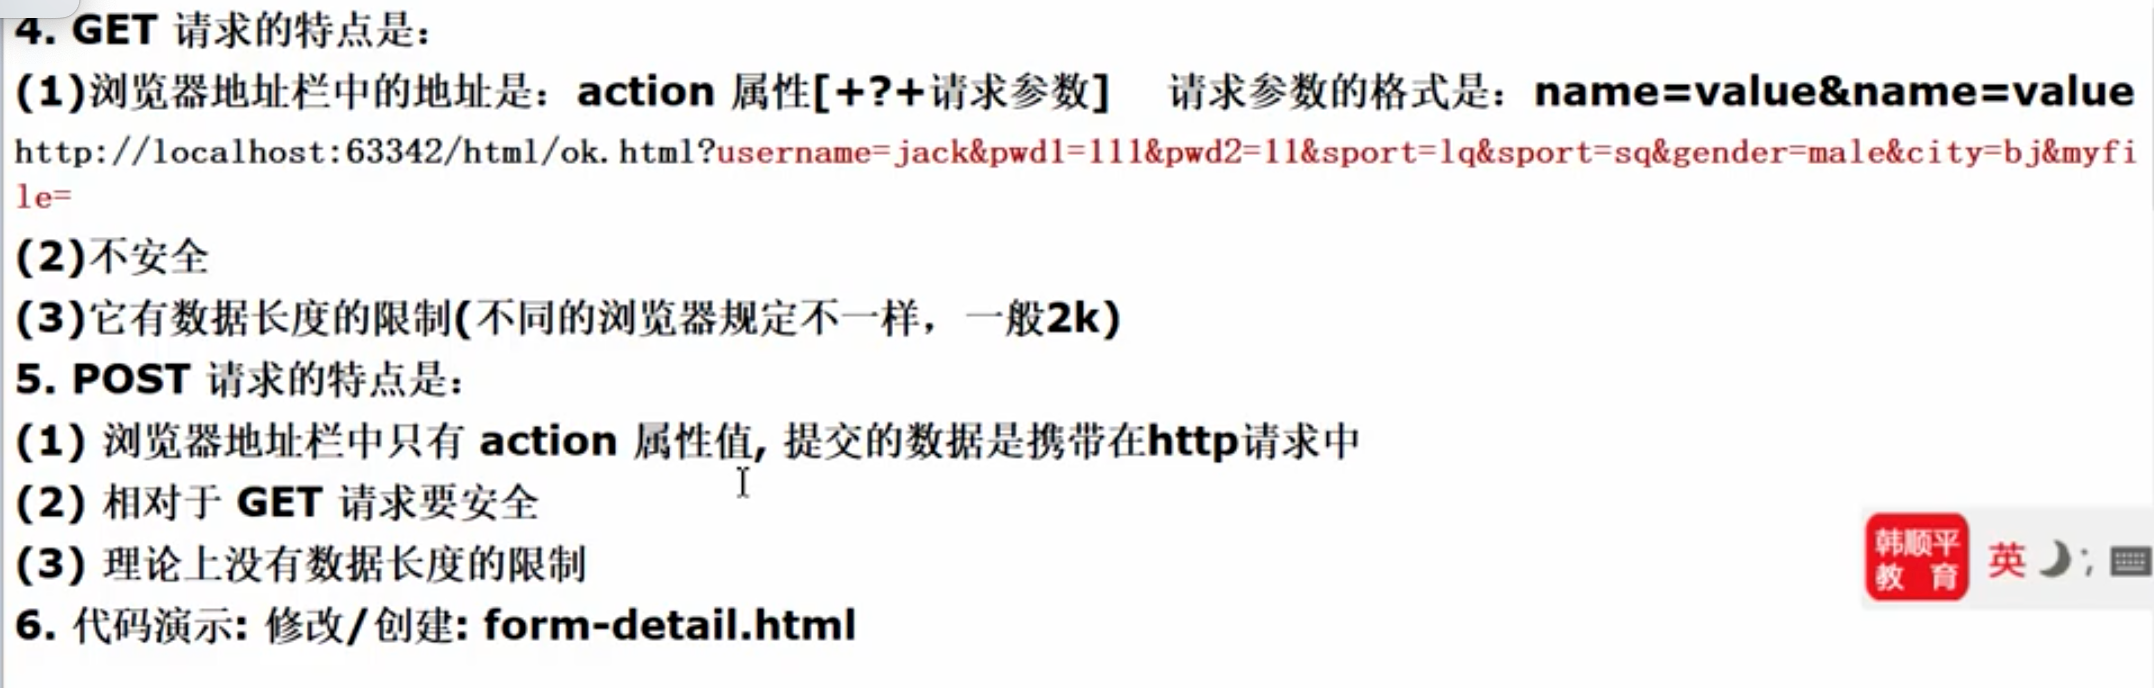 4. GET 请求的特点是：
(1)浏览器地址栏中的地址是：action 属性[+?+请求参数] 请求参数的格式是：name=value&name=value
http://localhost:63342/html/ok.html?username=jack&pwd1=111&pwd2=11&sport=lq&sport=sq&gender=male&city=bj&myfi
le=
(2)不安全
(3)它有数据长度的限制(不同的浏览器规定不一样，一般2k)
5. POST 请求的特点是：
(1) 浏览器地址栏中只有 action 属性值, 提交的数据是携带在http请求中
(2) 相对于 GET 请求要安全
(3) 理论上没有数据长度的限制
韩顺平
教 育
英
6. 代码演示: 修改/创建: form-detail.html